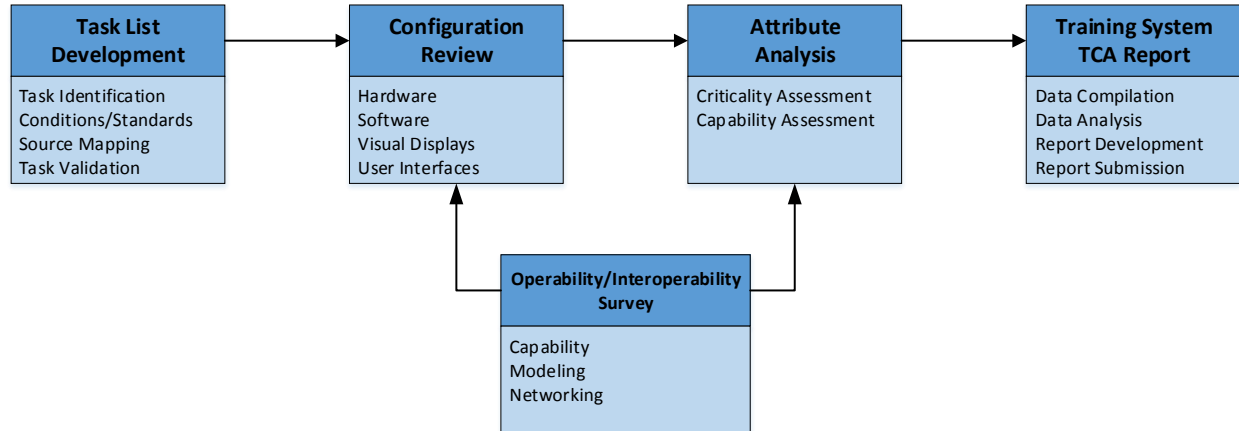 Task List
Development
Task Identification
Conditions/Standards
Source Mapping
Task Validation
Configuration
Review
Hardware
Software
Visual Displays
User Interfaces
Attribute
Analysis
Criticality Assessment
Capability Assessment
Training System
TCA Report
Data Compilation
Data Analysis
Report Development
Report Submission
Operability/Interoperability
Survey
Capability
Modeling
Networking